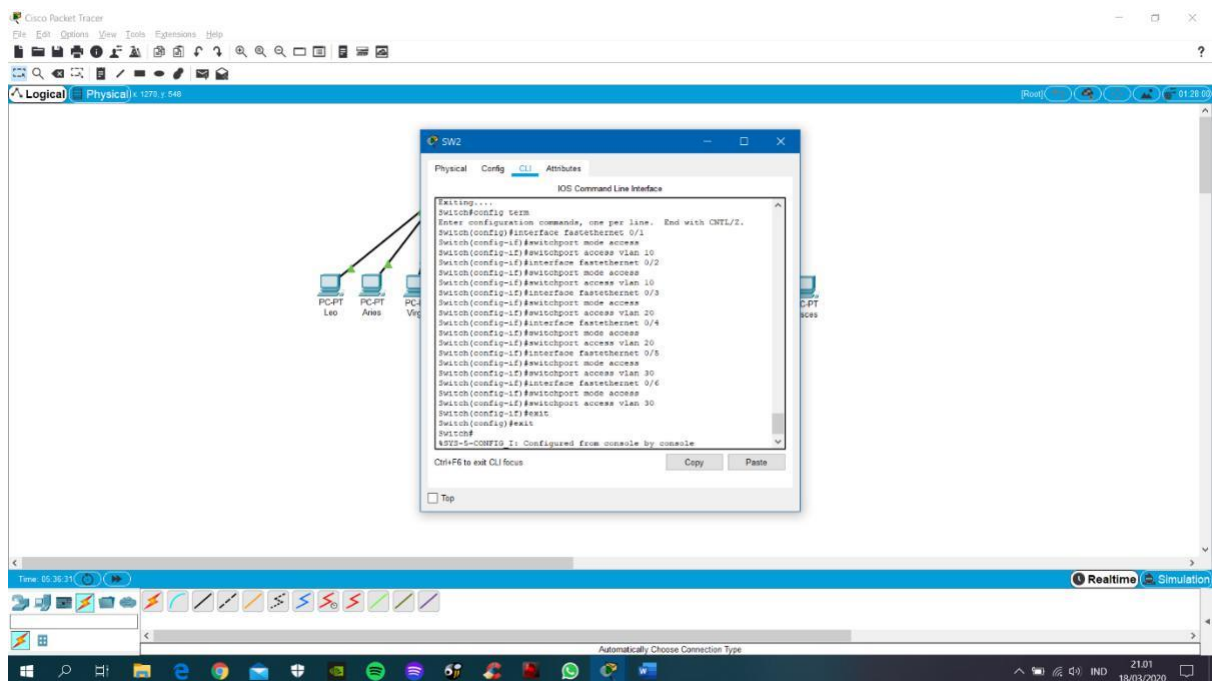 Cisco Packet Tracer
File Edit Options View Tools Extensions Help
?
Logical Physical x: 1270, y: 548 [Root] 01:28:00
SW2
Physical Config CLI Attributes
IOS Command Line Interface
Exiting....
Switch#config term
Enter configuration commands, one per line. End with CNTL/Z.
Switch(config)#interface fastethernet 0/1
Switch(config-if)#switchport mode access
Switch(config-if)#switchport access vlan 10
Switch(config-if)#interface fastethernet 0/2
Switch(config-if)#switchport mode access
Switch(config-if)#switchport access vlan 10
Switch(config-if)#interface fastethernet 0/3
Switch(config-if)#switchport mode access
Switch(config-if)#switchport access vlan 20
Switch(config-if)#interface fastethernet 0/4
Switch(config-if)#switchport mode access
Switch(config-if)#switchport access vlan 20
Switch(config-if)#interface fastethernet 0/5
Switch(config-if)#switchport mode access
Switch(config-if)#switchport access vlan 30
Switch(config-if)#interface fastethernet 0/6
Switch(config-if)#switchport mode access
Switch(config-if)#switchport access vlan 30
Switch(config-if)#exit
Switch(config)#exit
Switch#
%SYS-5-CONFIG_I: Configured from console by console
Ctrl+F6 to exit CLI focus Copy Paste
Top
PC-PT
Leo
PC-PT
Aries
PC-
Virg
C-PT
sces
Time: 05:36:31 Realtime Simulation
Automatically Choose Connection Type
IND 21.01
18/03/2020